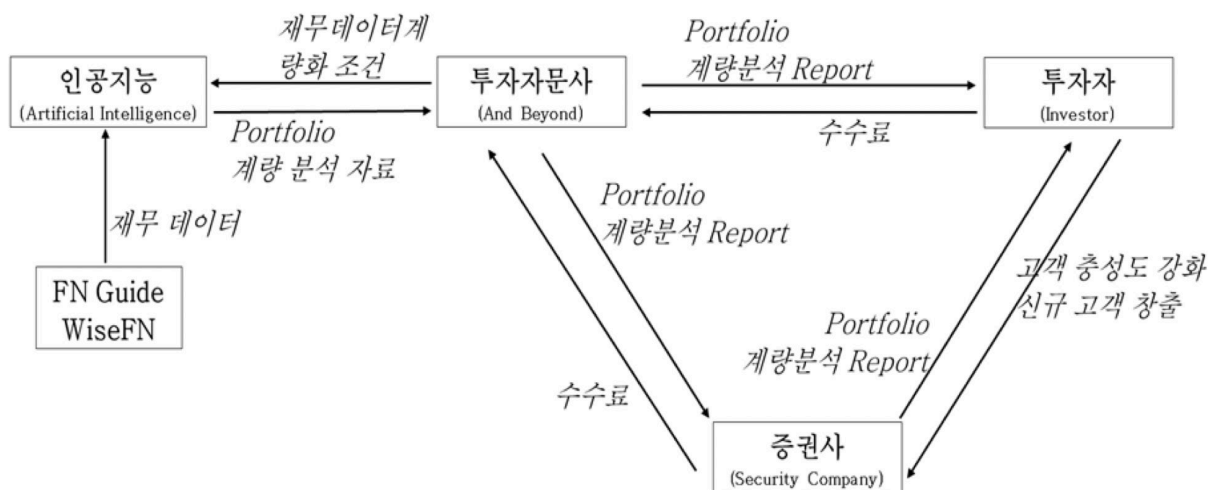 재무데이터계
량화 조건
Portfolio
계량분석 Report
인공지능
(Artificial Intelligence)
투자자문사
(And Beyond)
투자자
(Investor)
Portfolio
계량 분석 자료
수수료
재무 데이터
Portfolio
계량분석 Report
FN Guide
WiseFN
고객 충성도 강화
신규 고객 창출
Portfolio
계량분석 Report
수수료
증권사
(Security Company)